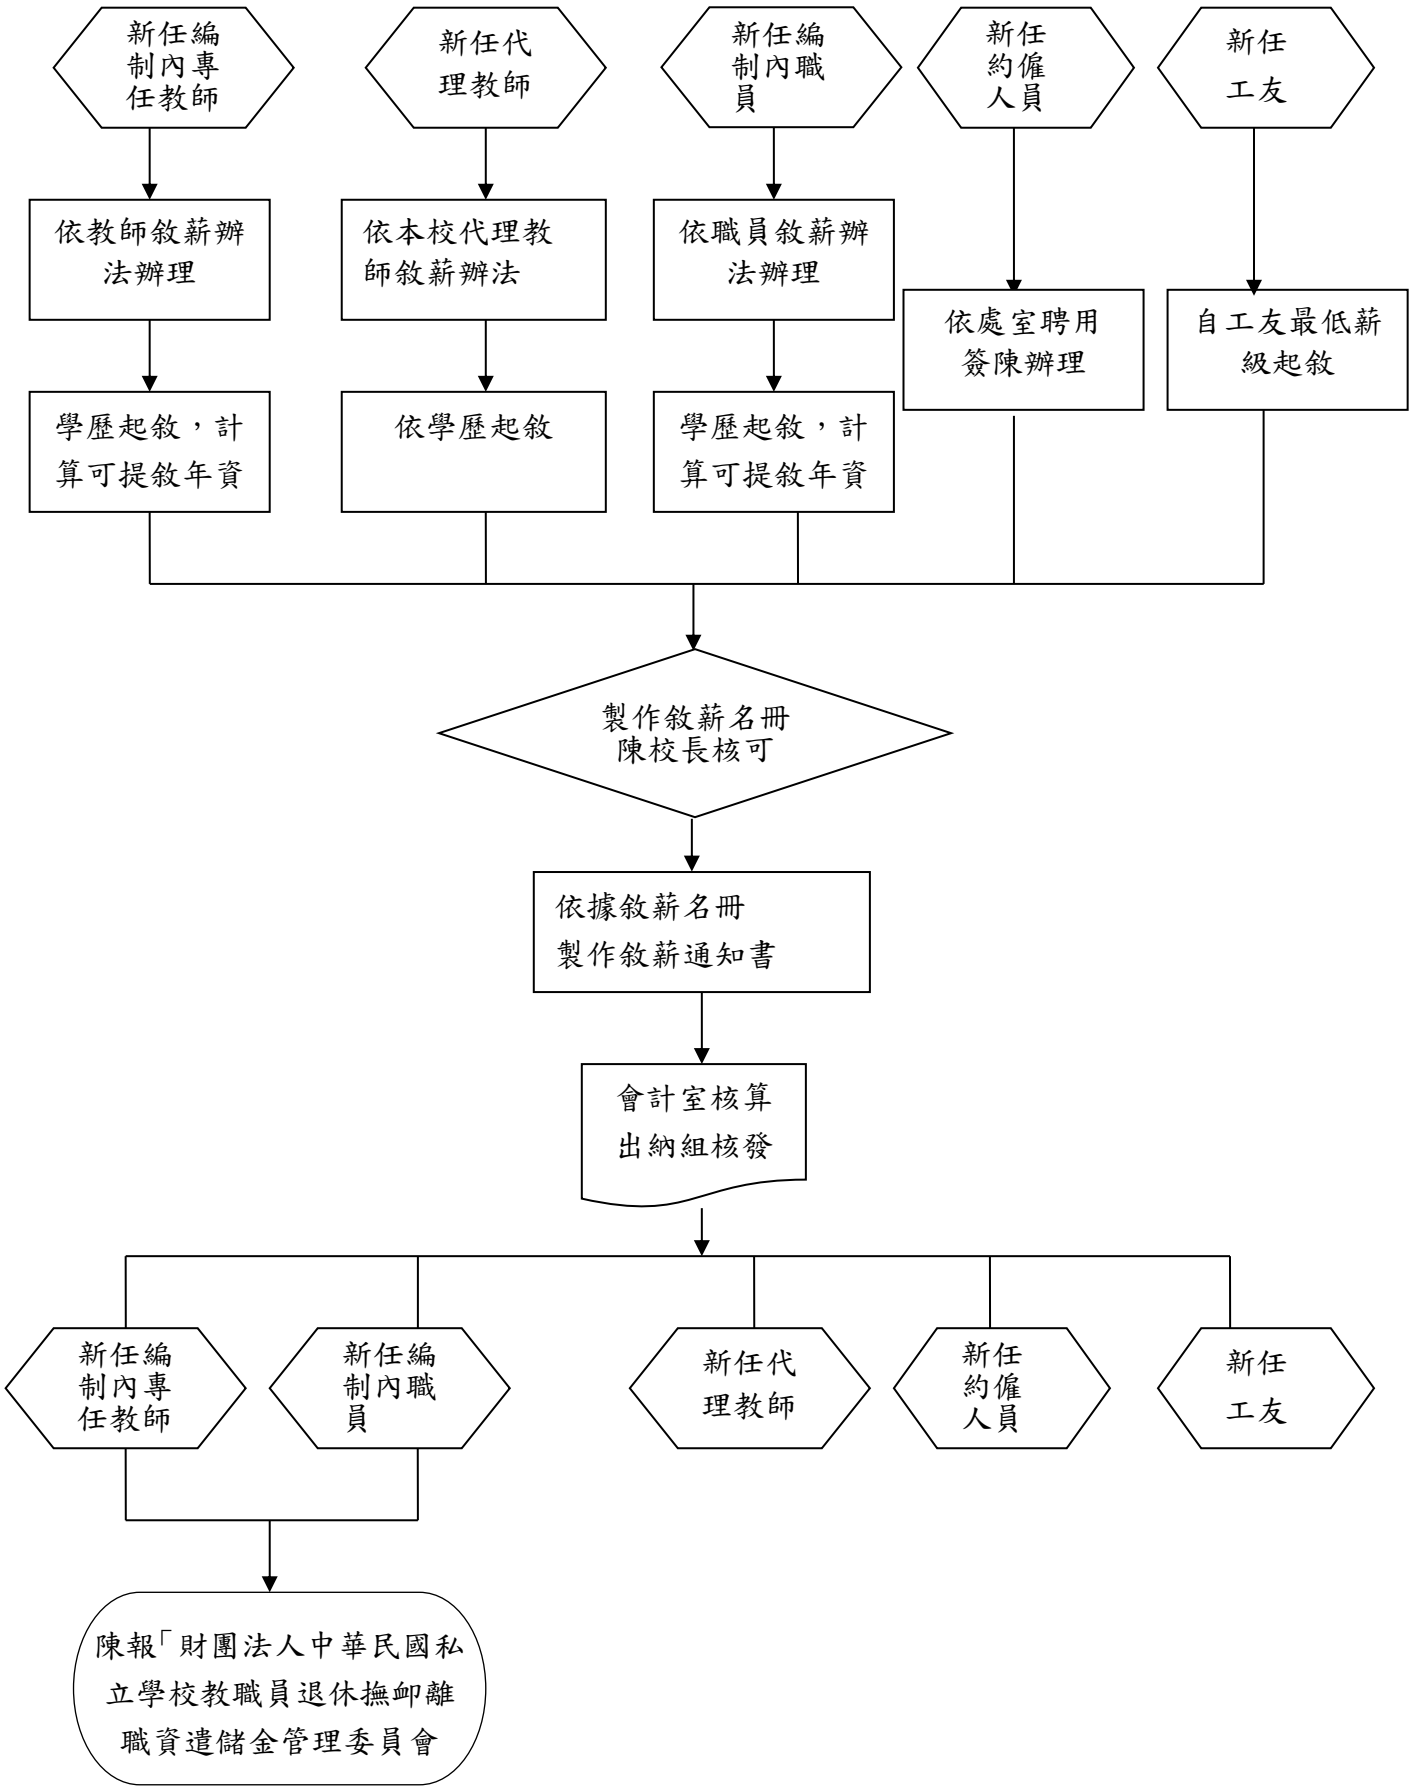 新任編
制內專
任教師
新任代
理教師
新任編
制內職
員
新任
約僱
人員
新任
工友
依教師敘薪辦
法辦理
依本校代理教
師敘薪辦法
依職員敘薪辦
法辦理
依處室聘用
簽陳辦理
自工友最低薪
級起敘
學歷起敘，計
算可提敘年資
依學歷起敘
學歷起敘，計
算可提敘年資
製作敘薪名冊
陳校長核可
依據敘薪名冊
製作敘薪通知書
會計室核算
出納組核發
新任編
制內專
任教師
新任編
制內職
員
新任代
理教師
新任
約僱
人員
新任
工友
陳報「財團法人中華民國私
立學校教職員退休撫卹離
職資遣儲金管理委員會